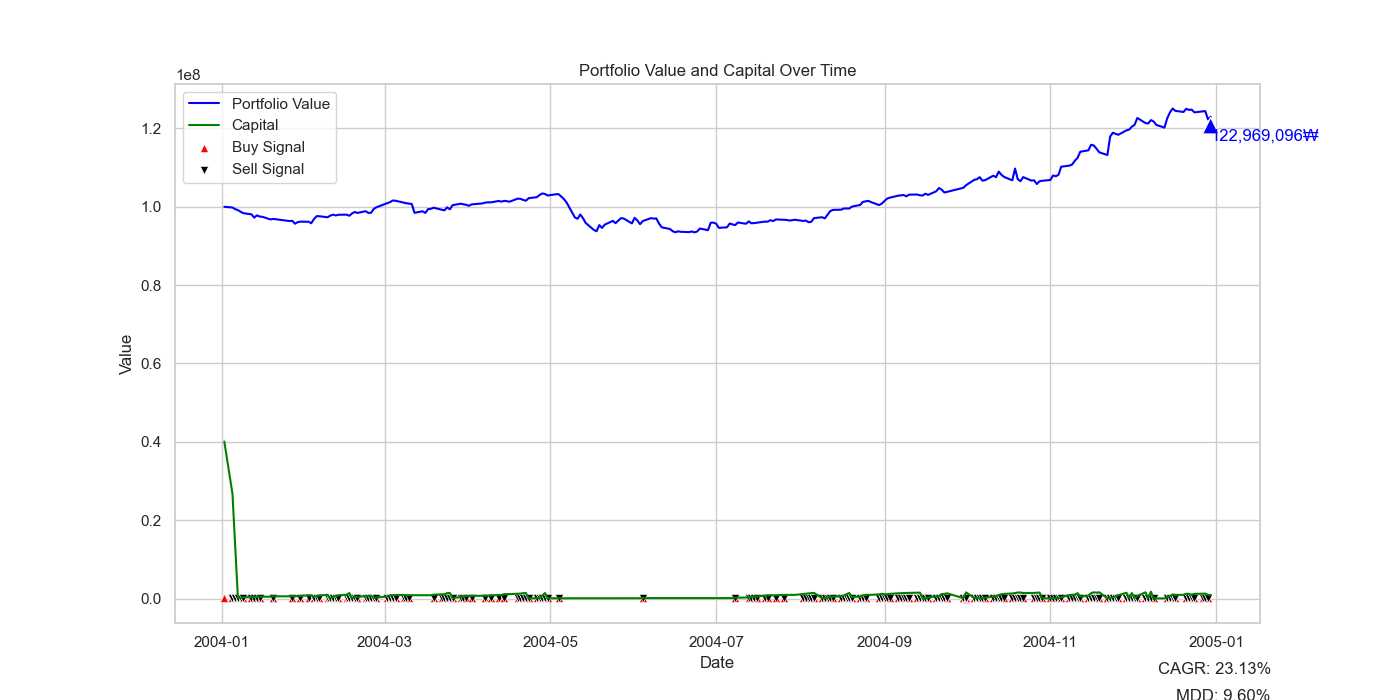 Portfolio Value and Capital Over Time
1e8
Portfolio Value
Capital
Buy Signal
Sell Signal
1.2
1.0
0.8
0.6
0.4
0.2
0.0
Value
122,969,096₩
2004-01 2004-03 2004-05 2004-07 2004-09 2004-11 2005-01
Date
CAGR: 23.13%
MDD: 9.60%